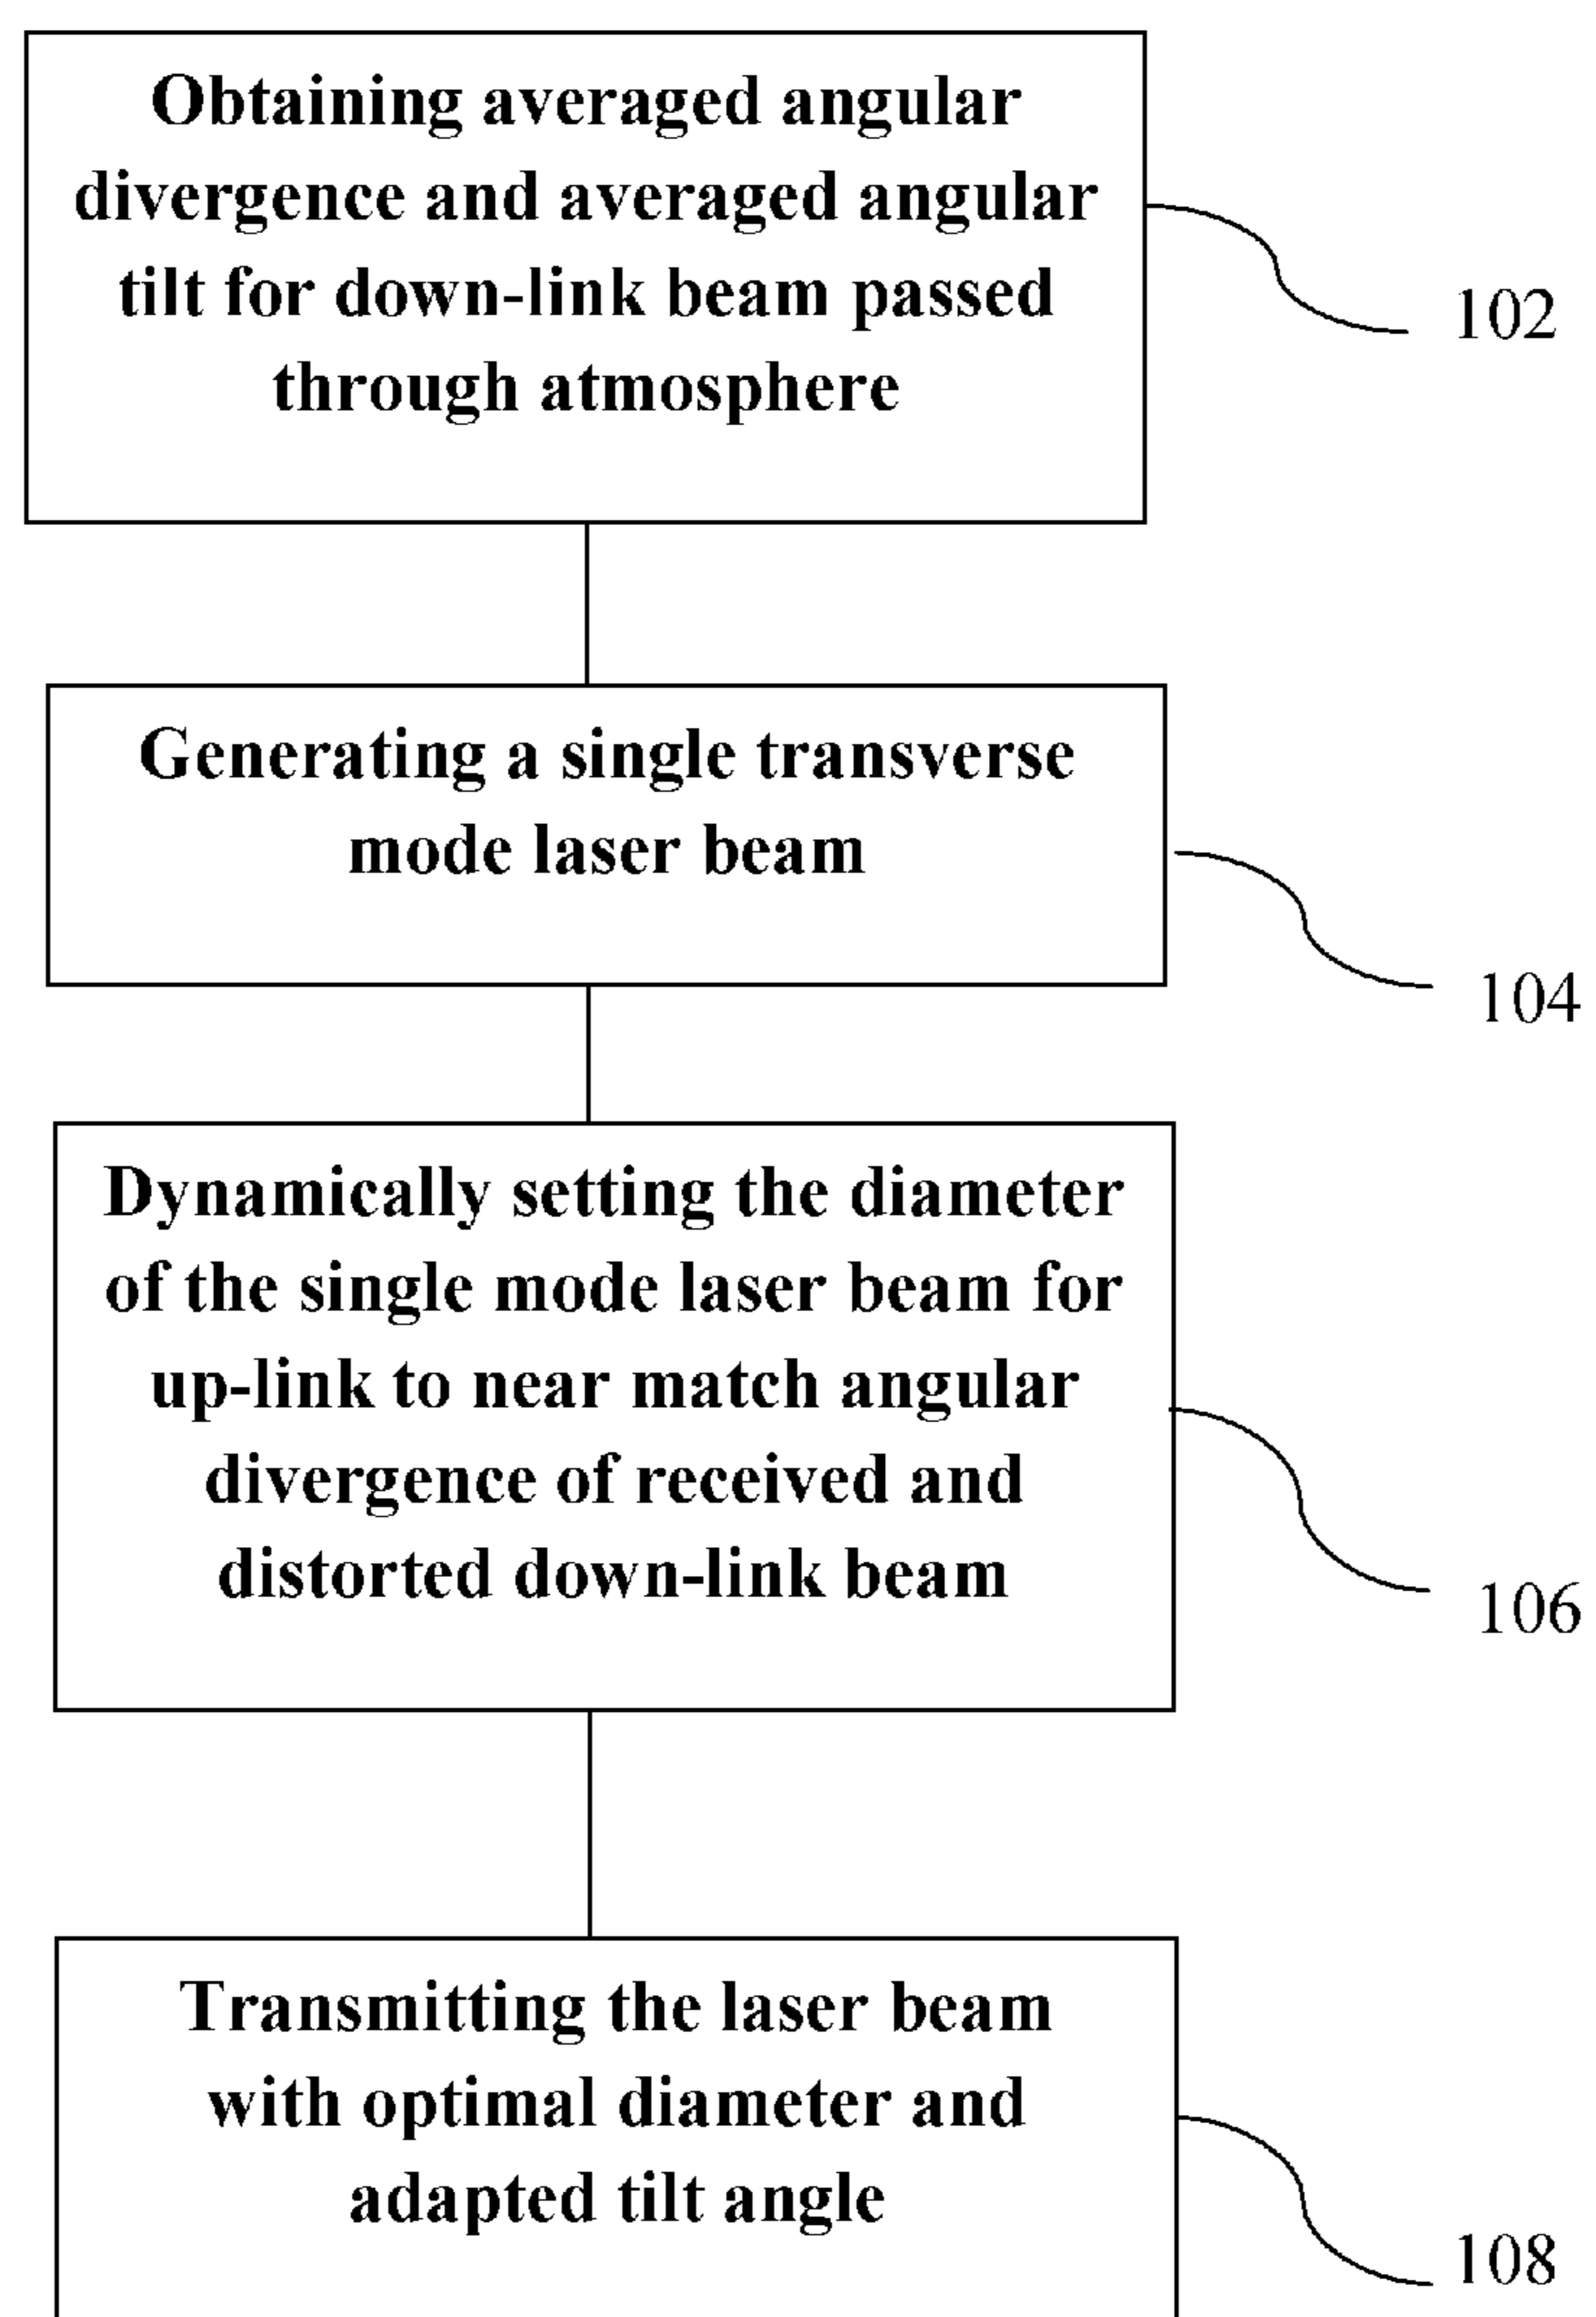 Obtaining averaged angular
divergence and averaged angular
tilt for down-link beam passed
through atmosphere
102
Generating a single transverse
mode laser beam
104
Dynamically setting the diameter
of the single mode laser beam for
up-link to near match angular
divergence of received and
distorted down-link beam
106
Transmitting the laser beam
with optimal diameter and
adapted tilt angle
108